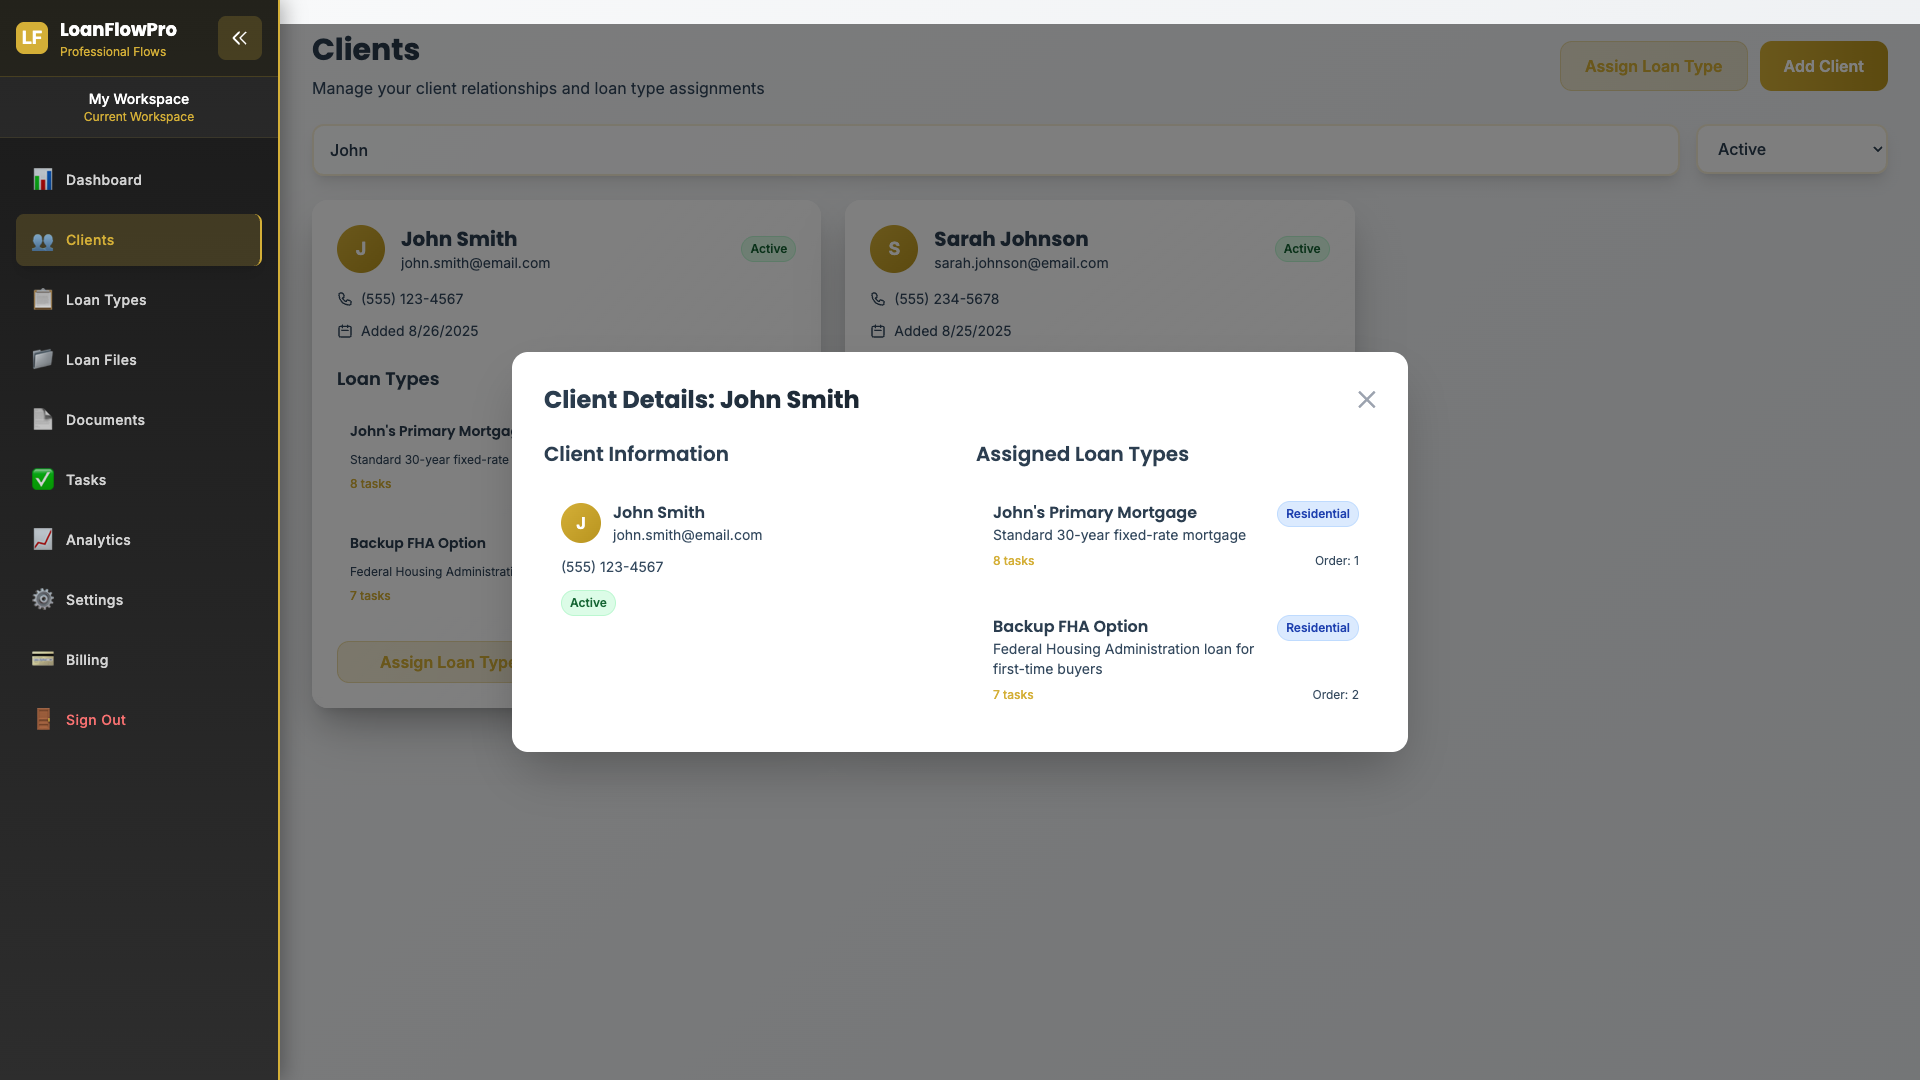 LF
LoanFlowPro
Professional Flows
My Workspace
Current Workspace
Dashboard
Clients
Loan Types
Loan Files
Documents
Tasks
Analytics
Settings
Billing
Sign Out
Clients
Manage your client relationships and loan type assignments
Assign Loan Type
Add Client
John
Active
J
John Smith
john.smith@email.com
Active
(555) 123-4567
Added 8/26/2025
Loan Types
John's Primary Mortga
Standard 30-year fixed-rate
8 tasks
Backup FHA Option
Federal Housing Administrati
7 tasks
Assign Loan Type
S
Sarah Johnson
sarah.johnson@email.com
Active
(555) 234-5678
Added 8/25/2025
Client Details: John Smith
Client Information
J
John Smith
john.smith@email.com
(555) 123-4567
Active
Assigned Loan Types
John's Primary Mortgage
Residential
Standard 30-year fixed-rate mortgage
8 tasks
Order: 1
Backup FHA Option
Residential
Federal Housing Administration loan for
first-time buyers
7 tasks
Order: 2